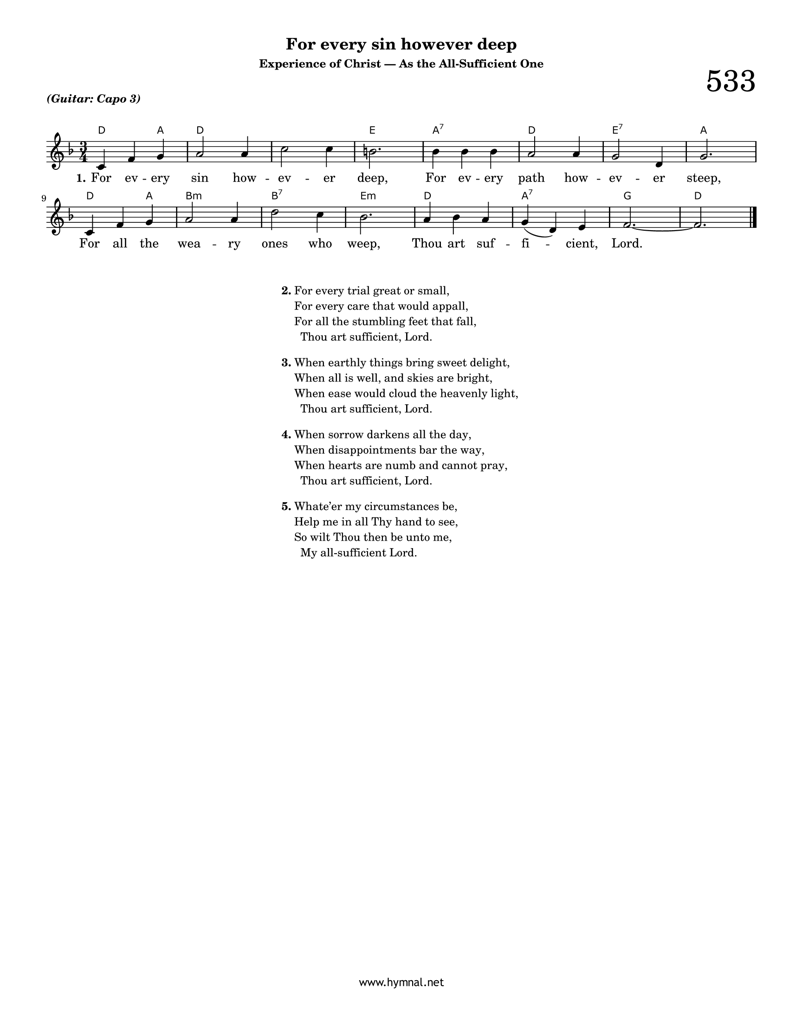 For every sin however deep
Experience of Christ — As the All-Sufficient One
533
(Guitar: Capo 3)
D A D E A7 D E7 A
3
4
1. For ev - ery sin how - ev - er deep, For ev - ery path how - ev - er steep,
9
D A Bm B7 Em D A7 G D
For all the wea - ry ones who weep, Thou art suf - fi - cient, Lord.
2. For every trial great or small,
For every care that would appall,
For all the stumbling feet that fall,
Thou art sufficient, Lord.
3. When earthly things bring sweet delight,
When all is well, and skies are bright,
When ease would cloud the heavenly light,
Thou art sufficient, Lord.
4. When sorrow darkens all the day,
When disappointments bar the way,
When hearts are numb and cannot pray,
Thou art sufficient, Lord.
5. Whate'er my circumstances be,
Help me in all Thy hand to see,
So wilt Thou then be unto me,
My all-sufficient Lord.
www.hymnal.net